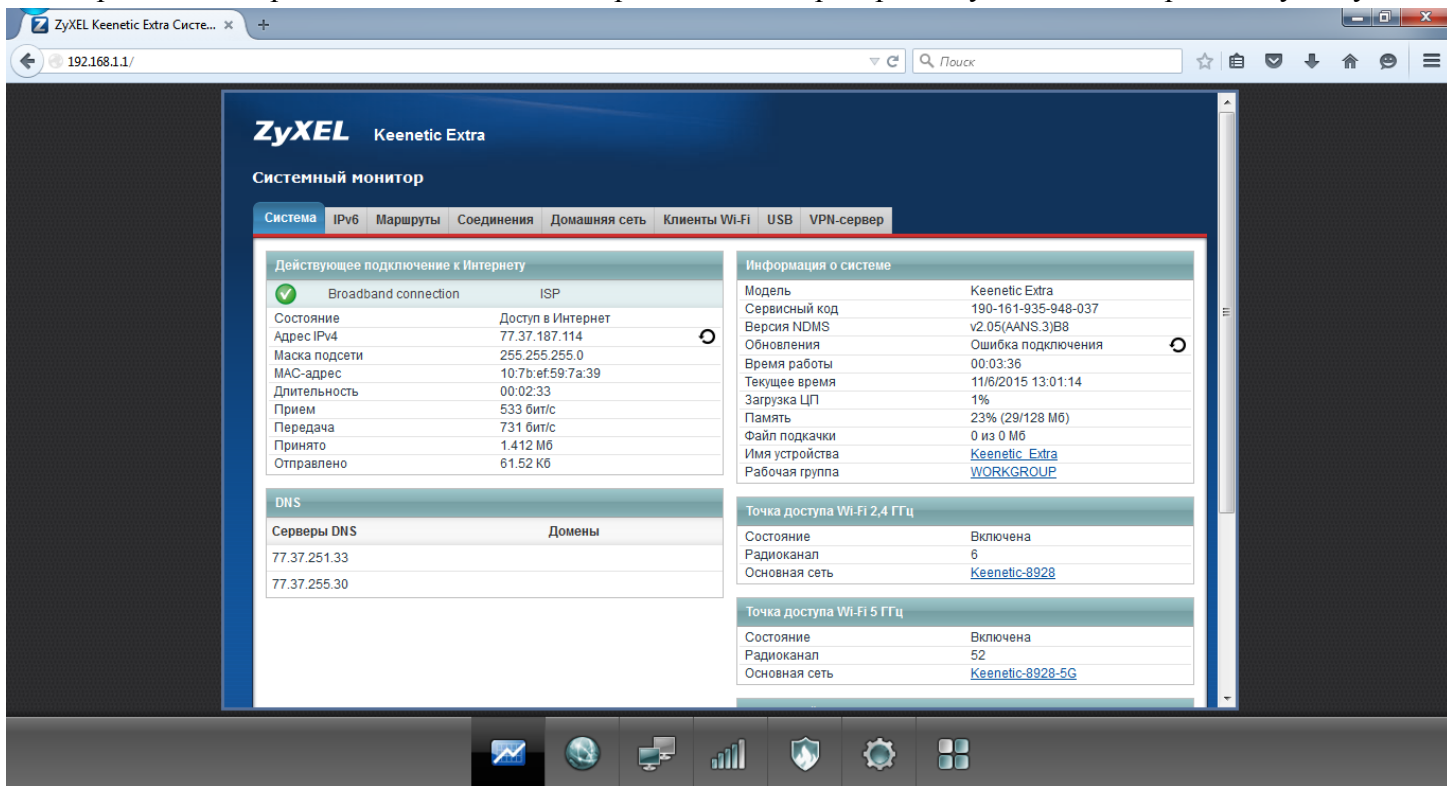 ZyXEL Keenetic Extra Систе...
192.168.1.1/
Поиск
ZyXEL Keenetic Extra
Системный монитор
Система IPv6 Маршруты Соединения Домашняя сеть Клиенты Wi-Fi USB VPN-сервер
Действующее подключение к Интернету
Broadband connection ISP
Состояние Доступ в Интернет
Адрес IPv4 77.37.187.114
Маска подсети 255.255.255.0
MAC-адрес 10:7b:ef:59:7a:39
Длительность 00:02:33
Прием 533 бит/с
Передача 731 бит/с
Принято 1.412 Мб
Отправлено 61.52 Кб
DNS
Серверы DNS Домены
77.37.251.33
77.37.255.30
Информация о системе
Модель Keenetic Extra
Сервисный код 190-161-935-948-037
Версия NDMS v2.05(AANS.3)B8
Обновления Ошибка подключения
Время работы 00:03:36
Текущее время 11/6/2015 13:01:14
Загрузка ЦП 1%
Память 23% (29/128 Мб)
Файл подкачки 0 из 0 Мб
Имя устройства Keenetic_Extra
Рабочая группа WORKGROUP
Точка доступа Wi-Fi 2,4 ГГц
Состояние Включена
Радиоканал 6
Основная сеть Keenetic-8928
Точка доступа Wi-Fi 5 ГГц
Состояние Включена
Радиоканал 52
Основная сеть Keenetic-8928-5G